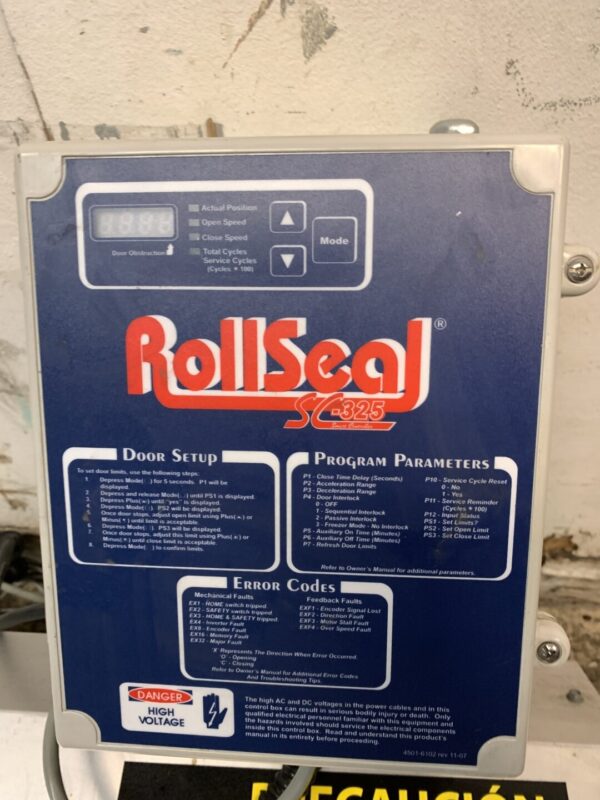 Actual Position
Open Speed
Close Speed
Total Cycles
Service Cycles
(Cycles * 100)
Door Obstruction
Mode
RollSeal®
SC-325
DOOR SETUP
To set door limits, use the following steps:
1. Depress Mode( ) for 5 seconds. P1 will be
displayed.
2. Depress and release Mode( ) until PS1 is displayed.
3. Depress Plus(▲) until "yes" is displayed.
4. Depress Mode( ). PS2 will be displayed.
5. Once door stops, adjust open limit using Plus(▲) or
Minus(▼) until limit is acceptable.
6. Depress Mode( ). PS3 will be displayed.
7. Once door stops, adjust this limit using Plus(▲) or
Minus(▼) until close limit is acceptable.
8. Depress Mode( ) to confirm limits.
PROGRAM PARAMETERS
P1 - Close Time Delay (Seconds)
P2 - Acceleration Range
P3 - Deceleration Range
P4 - Door Interlock
0 - OFF
1 - Sequential Interlock
2 - Passive Interlock
3 - Freezer Mode - No Interlock
P5 - Auxiliary On Time (Minutes)
P6 - Auxiliary Off Time (Minutes)
P7 - Refresh Door Limits
P10 - Service Cycle Reset
0 - No
1 - Yes
P11 - Service Reminder
(Cycles * 100)
P12 - Input Status
PS1 - Set Limits?
PS2 - Set Open Limit
PS3 - Set Close Limit
Refer to Owner's Manual for additional parameters.
ERROR CODES
Mechanical Faults
EX1 - HOME switch tripped
EX2 - SAFETY switch tripped
EX3 - HOME & SAFETY tripped
EX4 - Inverter Fault
EX8 - Encoder Fault
EX16 - Memory Fault
EX32 - Major Fault
Feedback Faults
EXF1 - Encoder Signal Lost
EXF2 - Direction Fault
EXF3 - Motor Stall Fault
EXF4 - Over Speed Fault
'X' Represents The Direction When Error Occurred.
'O' - Opening
'C' - Closing
Refer to Owner's Manual for Additional Error Codes
And Troubleshooting Tips.
DANGER
HIGH
VOLTAGE
The high AC and DC voltages in the power cables and in this
control box can result in serious bodily injury or death. Only
qualified electrical personnel familiar with this equipment and
the hazards involved should service the electrical components
inside this control box. Read and understand this product's
manual in its entirety before proceeding.
4501-6102 rev 11-07
PRECAUCIÓN